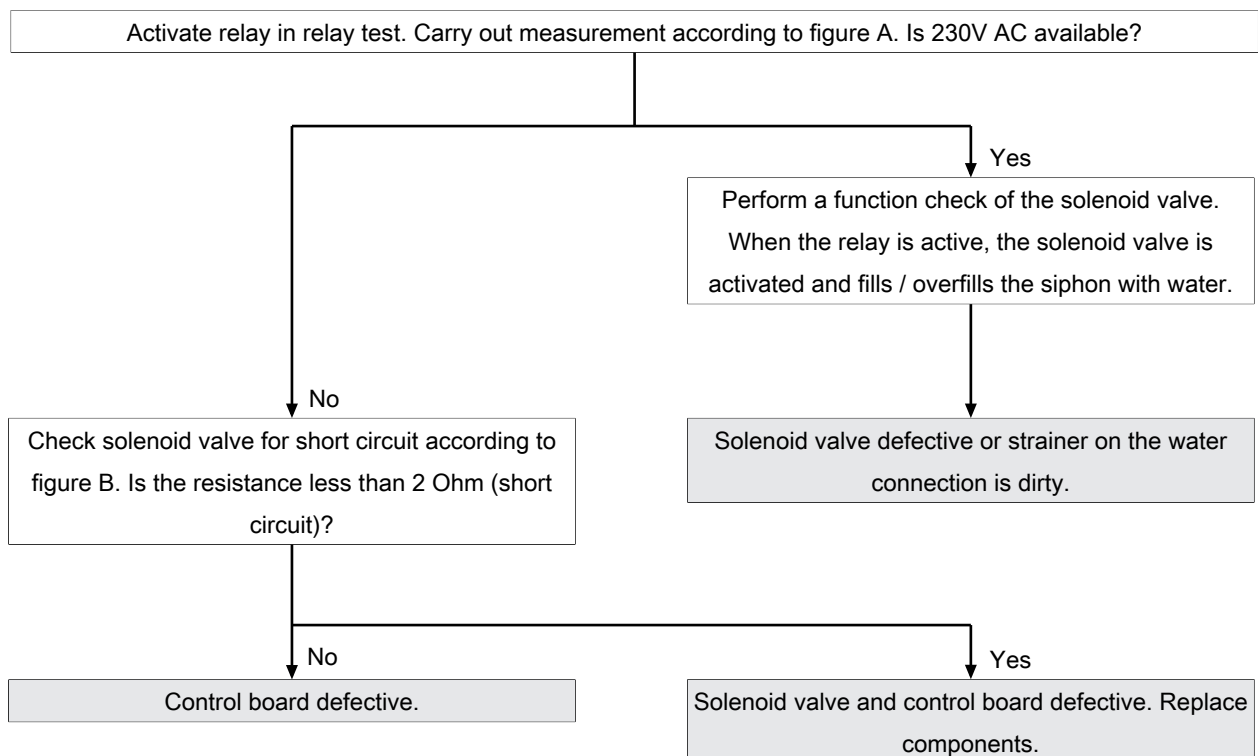 Activate relay in relay test. Carry out measurement according to figure A. Is 230V AC available?
Yes
Perform a function check of the solenoid valve.
When the relay is active, the solenoid valve is
activated and fills / overfills the siphon with water.
No
Check solenoid valve for short circuit according to
figure B. Is the resistance less than 2 Ohm (short
circuit)?
Solenoid valve defective or strainer on the water
connection is dirty.
No
Control board defective.
Yes
Solenoid valve and control board defective. Replace
components.